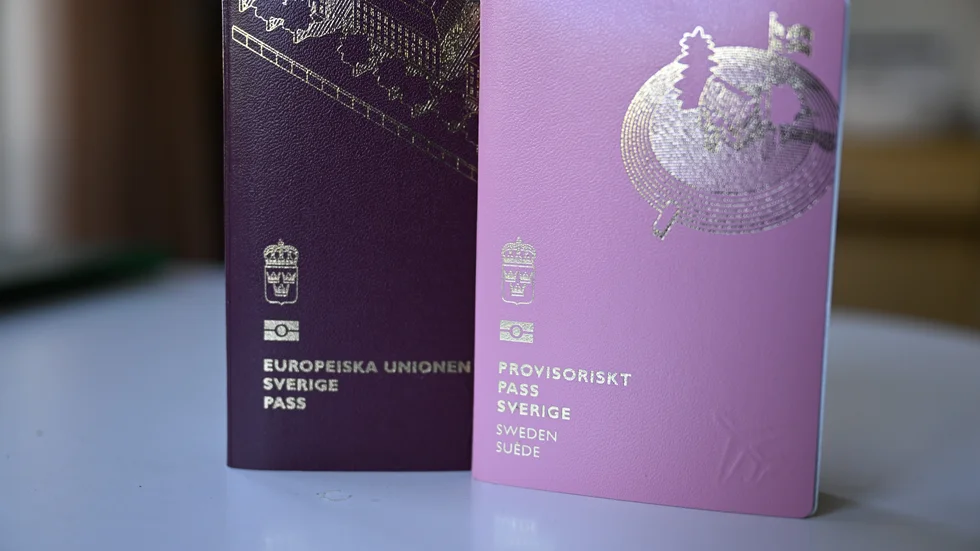 EUROPEISKA UNIONEN
SVERIGE
PASS
PROVISORISKT
PASS
SVERIGE
SWEDEN
SUÈDE